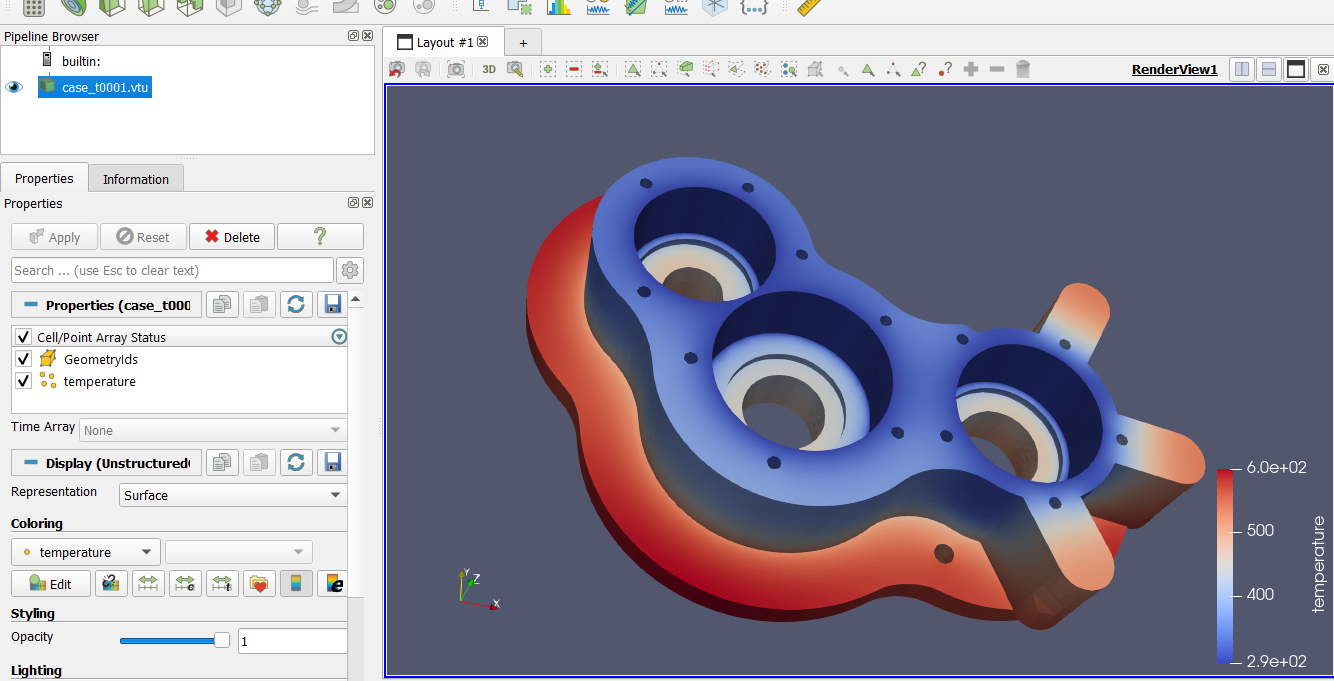 Pipeline Browser
builtin:
case_t0001.vtu
Properties
Information
Properties
Apply
Reset
Delete
?
Search ... (use Esc to clear text)
Properties (case_t000
Cell/Point Array Status
GeometryIds
temperature
Time Array
None
Display (Unstructured
Representation
Surface
Coloring
temperature
Edit
c
t
e
Styling
Opacity
1
Lighting
Layout #1
+
3D
RenderView1
Y
Z
X
6.0e+02
500
400
2.9e+02
temperature